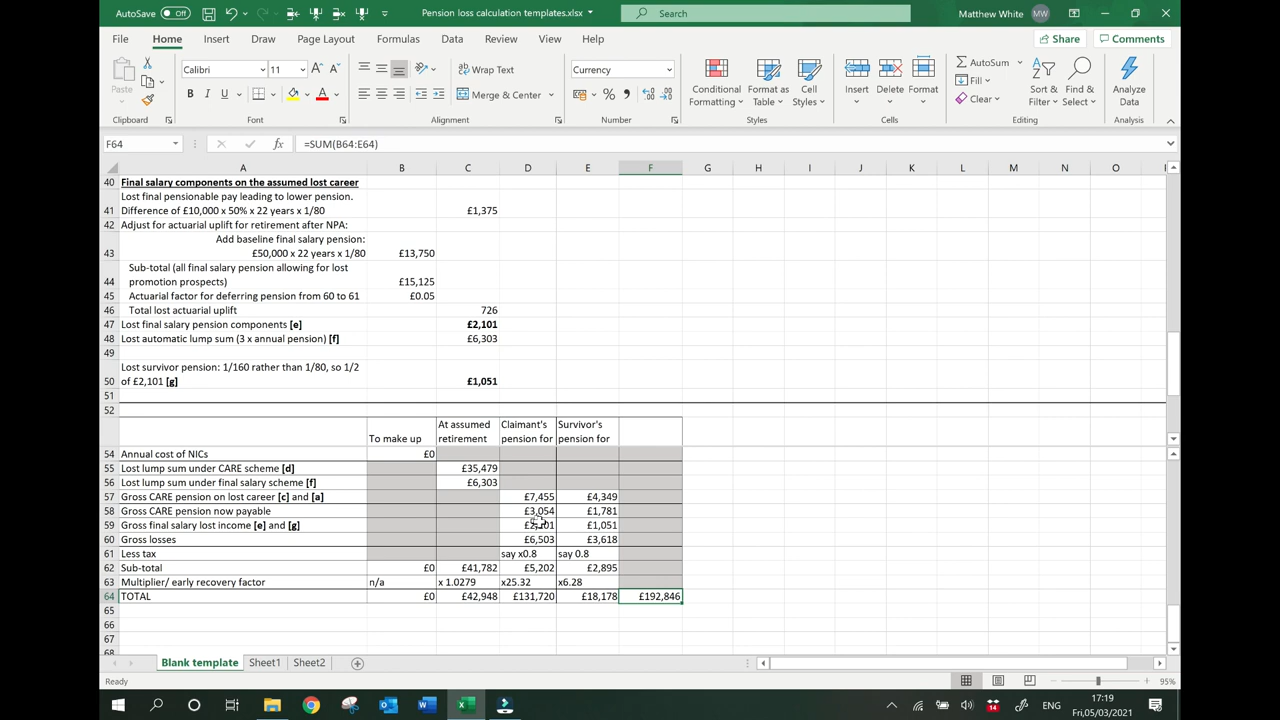 AutoSave Off
Pension loss calculation templates.xlsx
Search
Matthew White MW
File Home Insert Draw Page Layout Formulas Data Review View Help
Share Comments
Paste
Calibri 11
B I U
Wrap Text
Merge & Center
Currency
Conditional Formatting
Format as Table
Cell Styles
Insert Delete Format
AutoSum
Fill
Clear
Sort & Filter
Find & Select
Analyze Data
Clipboard Font Alignment Number Styles Cells Editing Analysis
F64 fx =SUM(B64:E64)
A B C D E F G H I J K L M N O
40 Final salary components on the assumed lost career
Lost final pensionable pay leading to lower pension.
41 Difference of £10,000 x 50% x 22 years x 1/80 £1,375
42 Adjust for actuarial uplift for retirement after NPA:
Add baseline final salary pension:
43 £50,000 x 22 years x 1/80 £13,750
Sub-total (all final salary pension allowing for lost
44 promotion prospects) £15,125
45 Actuarial factor for deferring pension from 60 to 61 £0.05
46 Total lost actuarial uplift 726
47 Lost final salary pension components [e] £2,101
48 Lost automatic lump sum (3 x annual pension) [f] £6,303
49
Lost survivor pension: 1/160 rather than 1/80, so 1/2
50 of £2,101 [g] £1,051
51
52
At assumed Claimant's Survivor's
To make up retirement pension for pension for
54 Annual cost of NICs £0
55 Lost lump sum under CARE scheme [d] £35,479
56 Lost lump sum under final salary scheme [f] £6,303
57 Gross CARE pension on lost career [c] and [a] £7,455 £4,349
58 Gross CARE pension now payable £3,054 £1,781
59 Gross final salary lost income [e] and [g] £1,051
60 Gross losses £6,503 £3,618
61 Less tax say x0.8 say 0.8
62 Sub-total £0 £41,782 £5,202 £2,895
63 Multiplier/ early recovery factor n/a x 1.0279 x25.32 x6.28
64 TOTAL £0 £42,948 £131,720 £18,178 £192,846
65
66
67
68
Blank template Sheet1 Sheet2
Ready
95%
14
ENG
17:19
Fri,05/03/2021